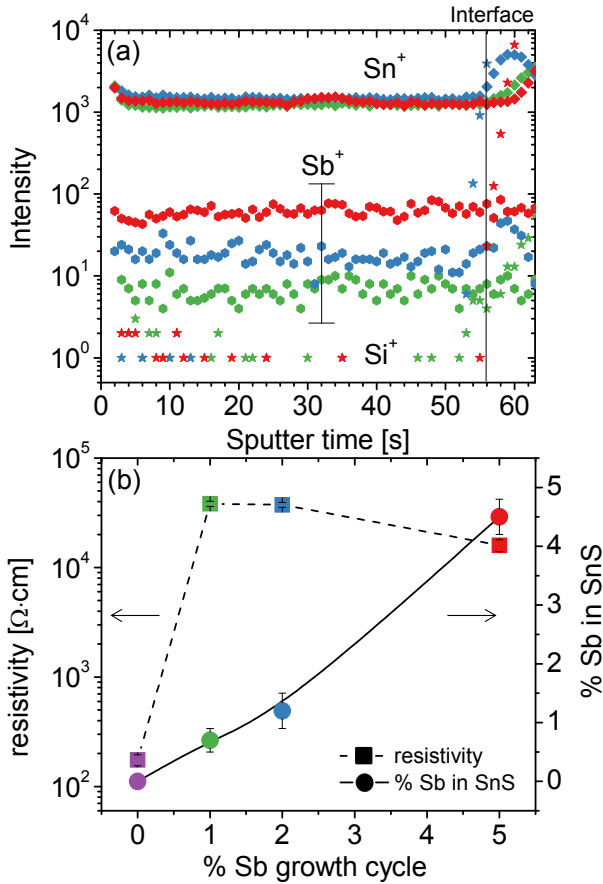 Interface
(a)
10⁴
10³
10²
10¹
10⁰
Intensity
Sn⁺
Sb⁺
Si⁺
0 10 20 30 40 50 60
Sputter time [s]
(b)
10⁵
10⁴
10³
10²
resistivity [Ω·cm]
5
4
3
2
1
0
% Sb in SnS
resistivity
% Sb in SnS
0 1 2 3 4 5
% Sb growth cycle